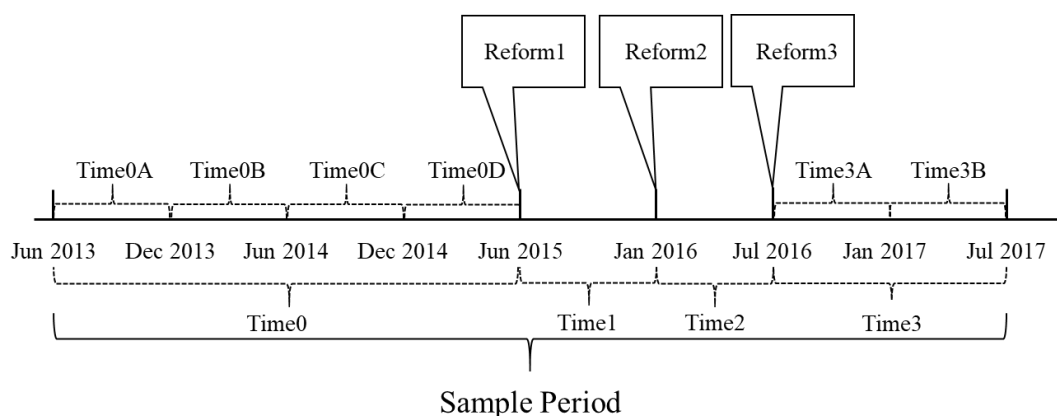 Reform1 Reform2 Reform3
Time0A Time0B Time0C Time0D Time3A Time3B
Jun 2013 Dec 2013 Jun 2014 Dec 2014 Jun 2015 Jan 2016 Jul 2016 Jan 2017 Jul 2017
Time0 Time1 Time2 Time3
Sample Period